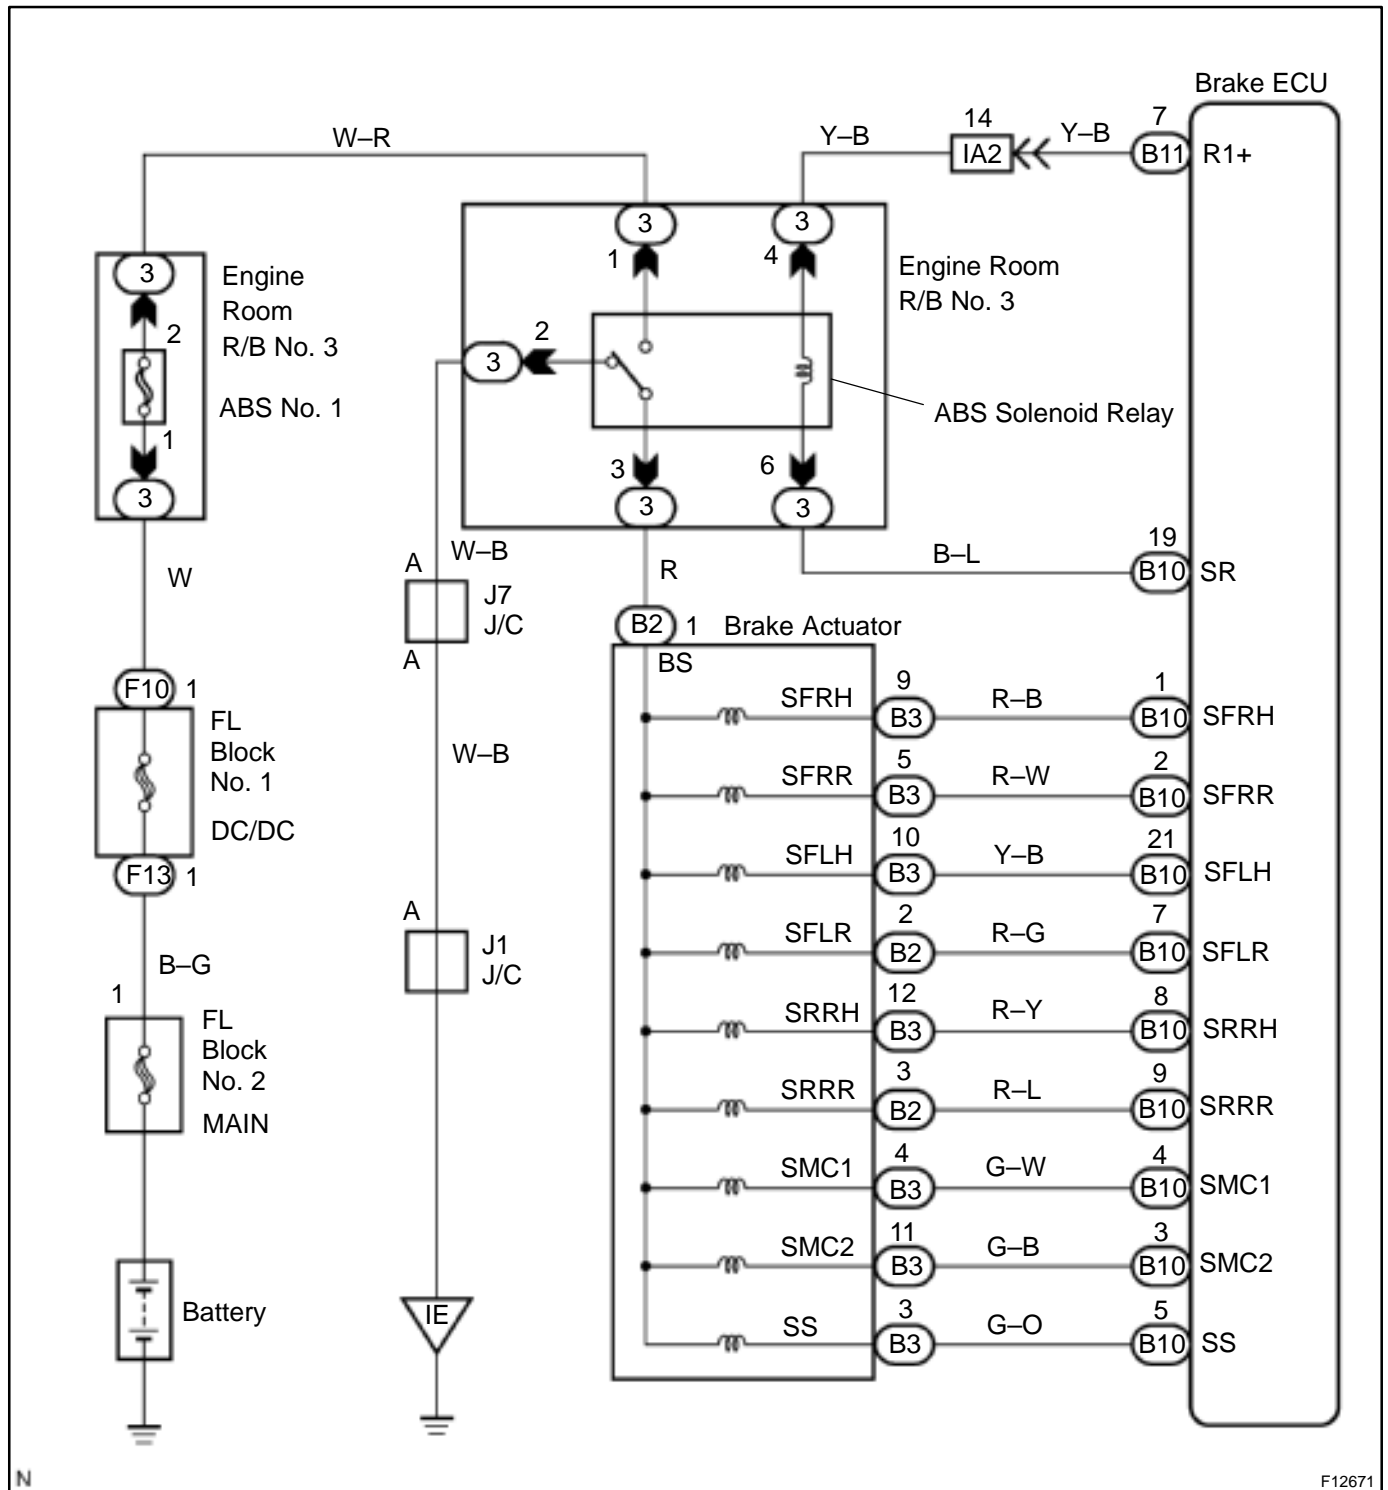 Brake ECU
W–R
Y–B
14
IA2
Y–B
7
B11
R1+
3
3
1
4
Engine Room
R/B No. 3
3
2
1
3
Engine
Room
R/B No. 3
ABS No. 1
3
2
ABS Solenoid Relay
3
6
3
3
W
A
W–B
J7
J/C
A
R
B–L
19
B10
SR
B2
1
Brake Actuator
BS
F10
1
FL
Block
No. 1
DC/DC
F13
1
W–B
SFRH
9
B3
R–B
1
B10
SFRH
SFRR
5
B3
R–W
2
B10
SFRR
SFLH
10
B3
Y–B
21
B10
SFLH
SFLR
2
B2
R–G
7
B10
SFLR
A
J1
J/C
B–G
1
FL
Block
No. 2
MAIN
SRRH
12
B3
R–Y
8
B10
SRRH
SRRR
3
B2
R–L
9
B10
SRRR
SMC1
4
B3
G–W
4
B10
SMC1
SMC2
11
B3
G–B
3
B10
SMC2
SS
3
B3
G–O
5
B10
SS
Battery
IE
N
F12671